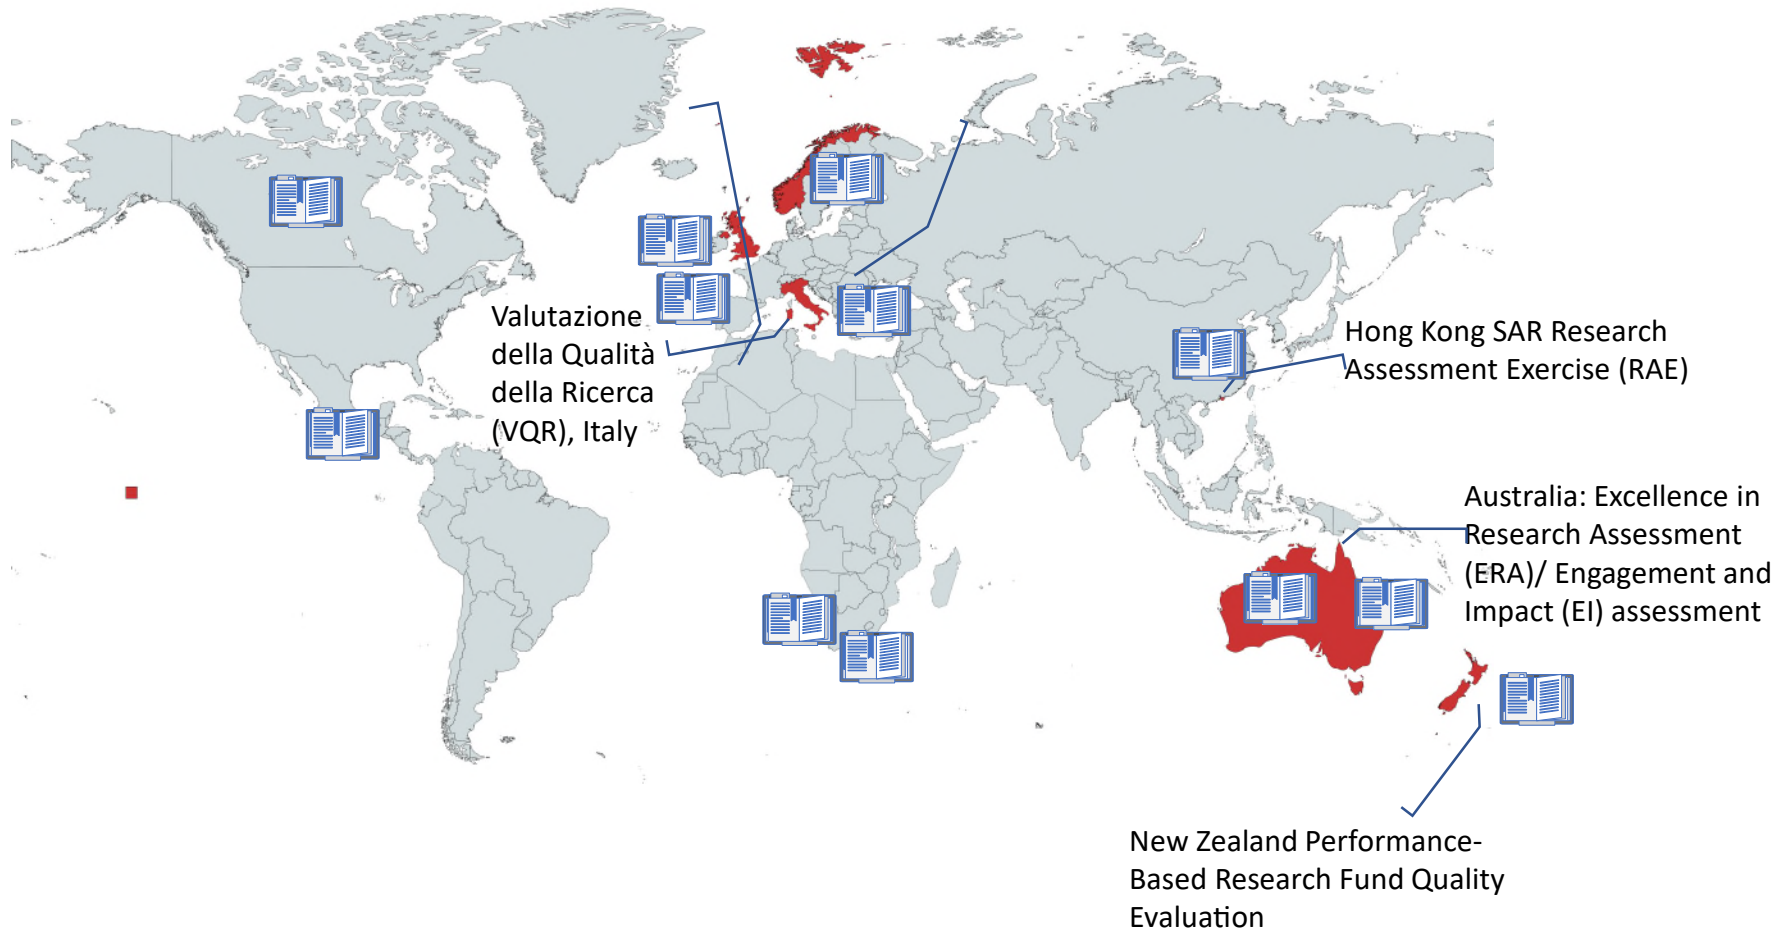 Valutazione
della Qualità
della Ricerca
(VQR), Italy
Hong Kong SAR Research
Assessment Exercise (RAE)
Australia: Excellence in
Research Assessment
(ERA)/ Engagement and
Impact (EI) assessment
New Zealand Performance-
Based Research Fund Quality
Evaluation